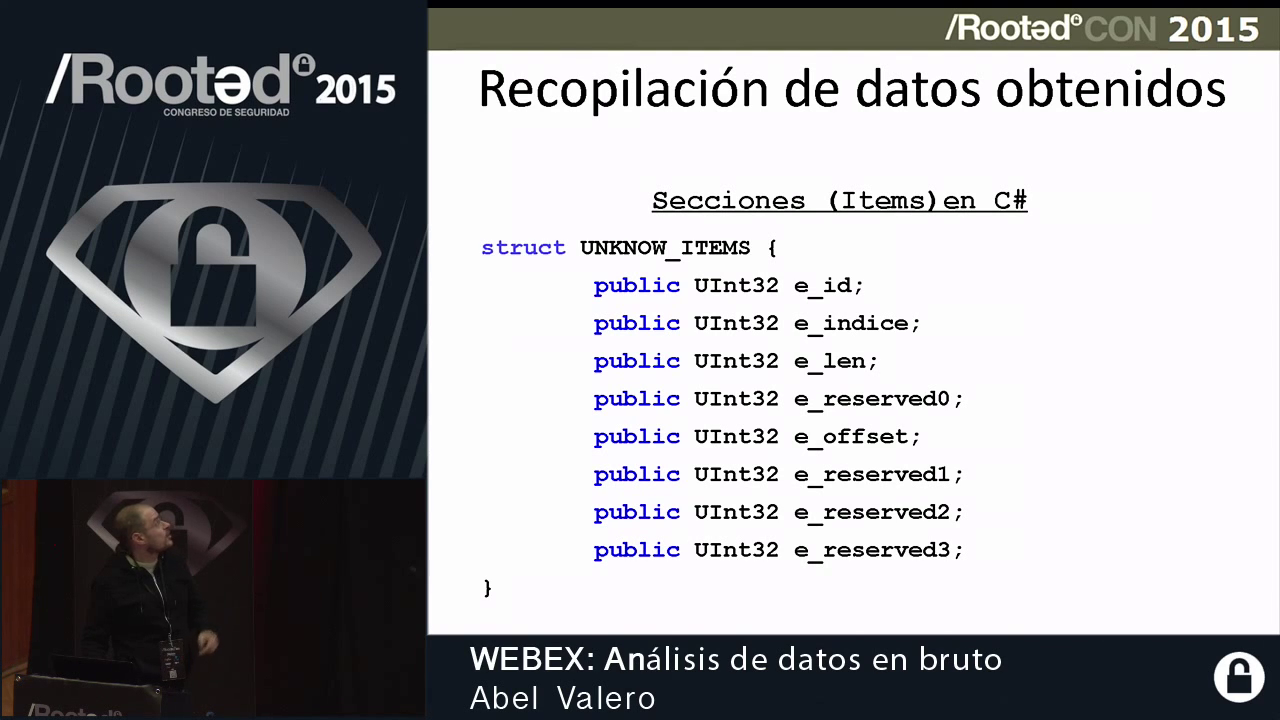 /Rootəd 2015
CONGRESO DE SEGURIDAD
/Rootəd CON 2015
Recopilación de datos obtenidos
Secciones (Items)en C#
struct UNKNOW_ITEMS {
public UInt32 e_id;
public UInt32 e_indice;
public UInt32 e_len;
public UInt32 e_reserved0;
public UInt32 e_offset;
public UInt32 e_reserved1;
public UInt32 e_reserved2;
public UInt32 e_reserved3;
}
WEBEX: Análisis de datos en bruto
Abel Valero
/Rootəd